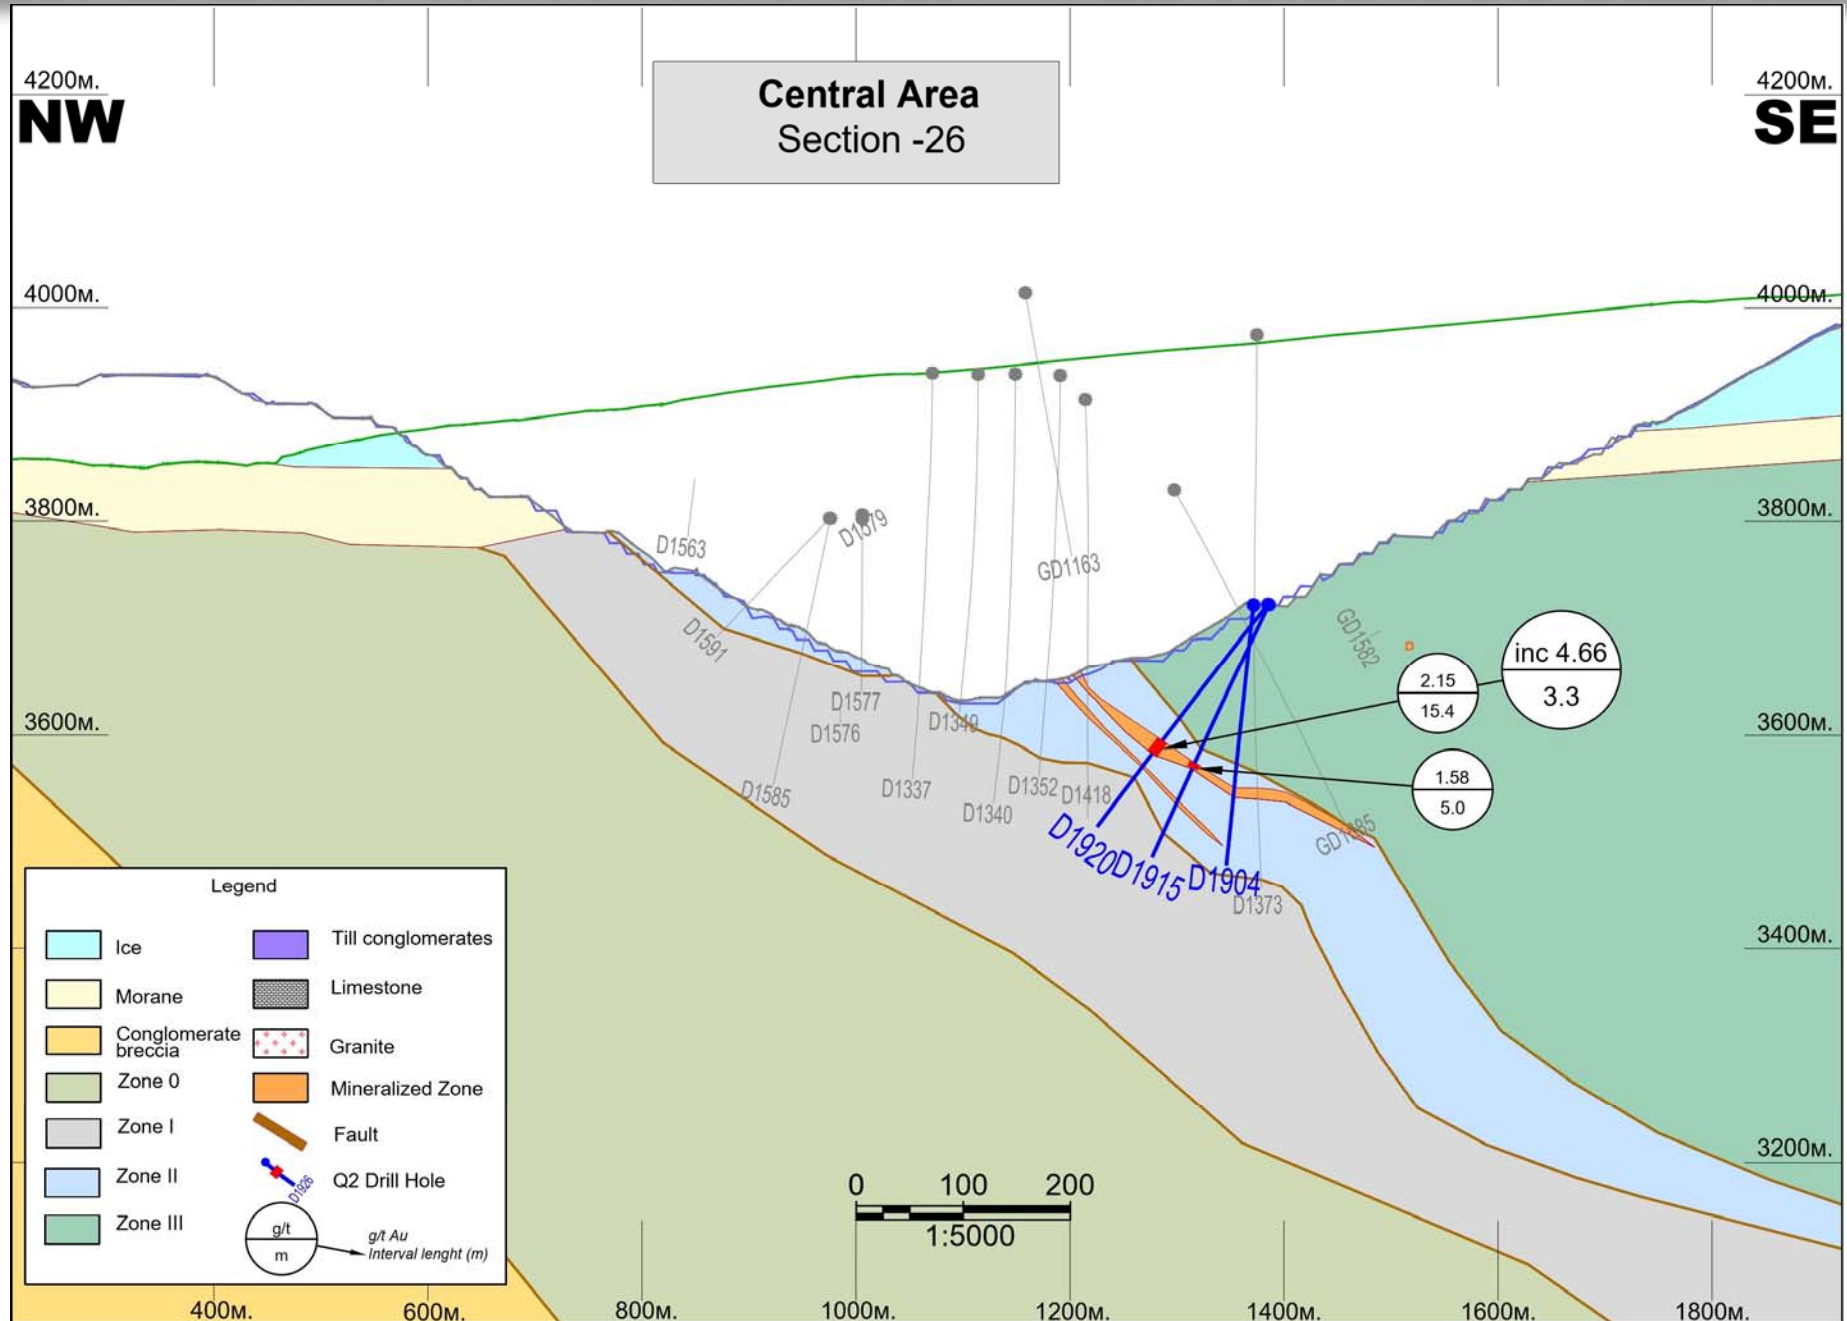 4200м.
4200м.
NW
Central Area
Section -26
SE
4000м.
4000м.
3800м.
3800м.
D1563
D1579
GD1163
D1591
GD1582
inc 4.66
3.3
2.15
15.4
D1577
D1576
D1349
3600м.
3600м.
D1585
D1337
D1340
D1352
D1418
1.58
5.0
D1920
D1915
D1904
D1373
3400м.
3200м.
Legend
Ice
Morane
Conglomerate
breccia
Zone 0
Zone I
Zone II
Zone III
Till conglomerates
Limestone
Granite
Mineralized Zone
Fault
D1926
Q2 Drill Hole
g/t
m
g/t Au
Interval lenght (m)
0 100 200
1:5000
400м. 600м. 800м. 1000м. 1200м. 1400м. 1600м. 1800м.